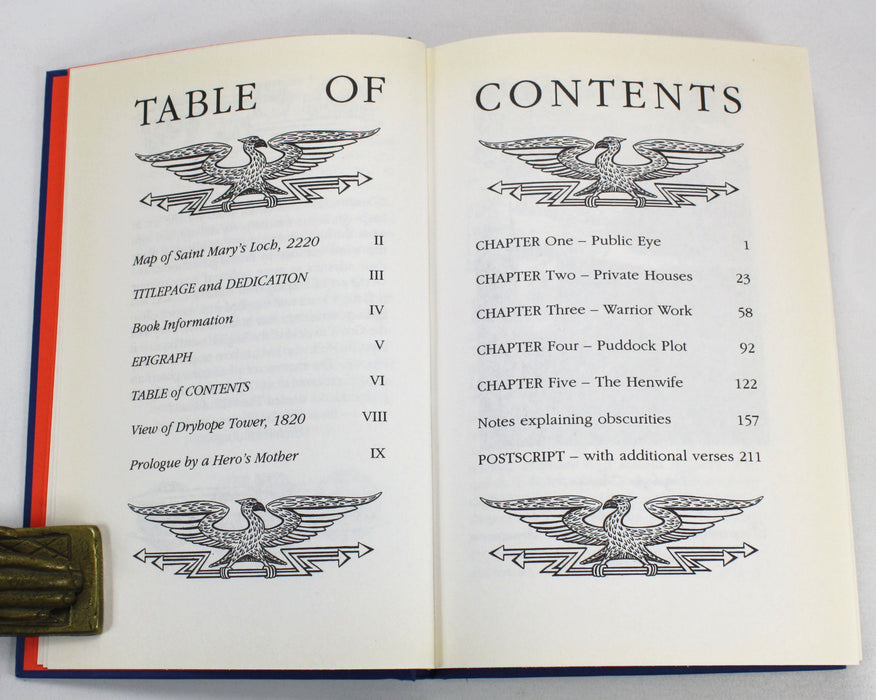 TABLE OF
Map of Saint Mary's Loch, 2220 II
TITLEPAGE and DEDICATION III
Book Information IV
EPIGRAPH V
TABLE of CONTENTS VI
View of Dryhope Tower, 1820 VIII
Prologue by a Hero's Mother IX
CONTENTS
CHAPTER One – Public Eye 1
CHAPTER Two – Private Houses 23
CHAPTER Three – Warrior Work 58
CHAPTER Four – Puddock Plot 92
CHAPTER Five – The Henwife 122
Notes explaining obscurities 157
POSTSCRIPT – with additional verses 211